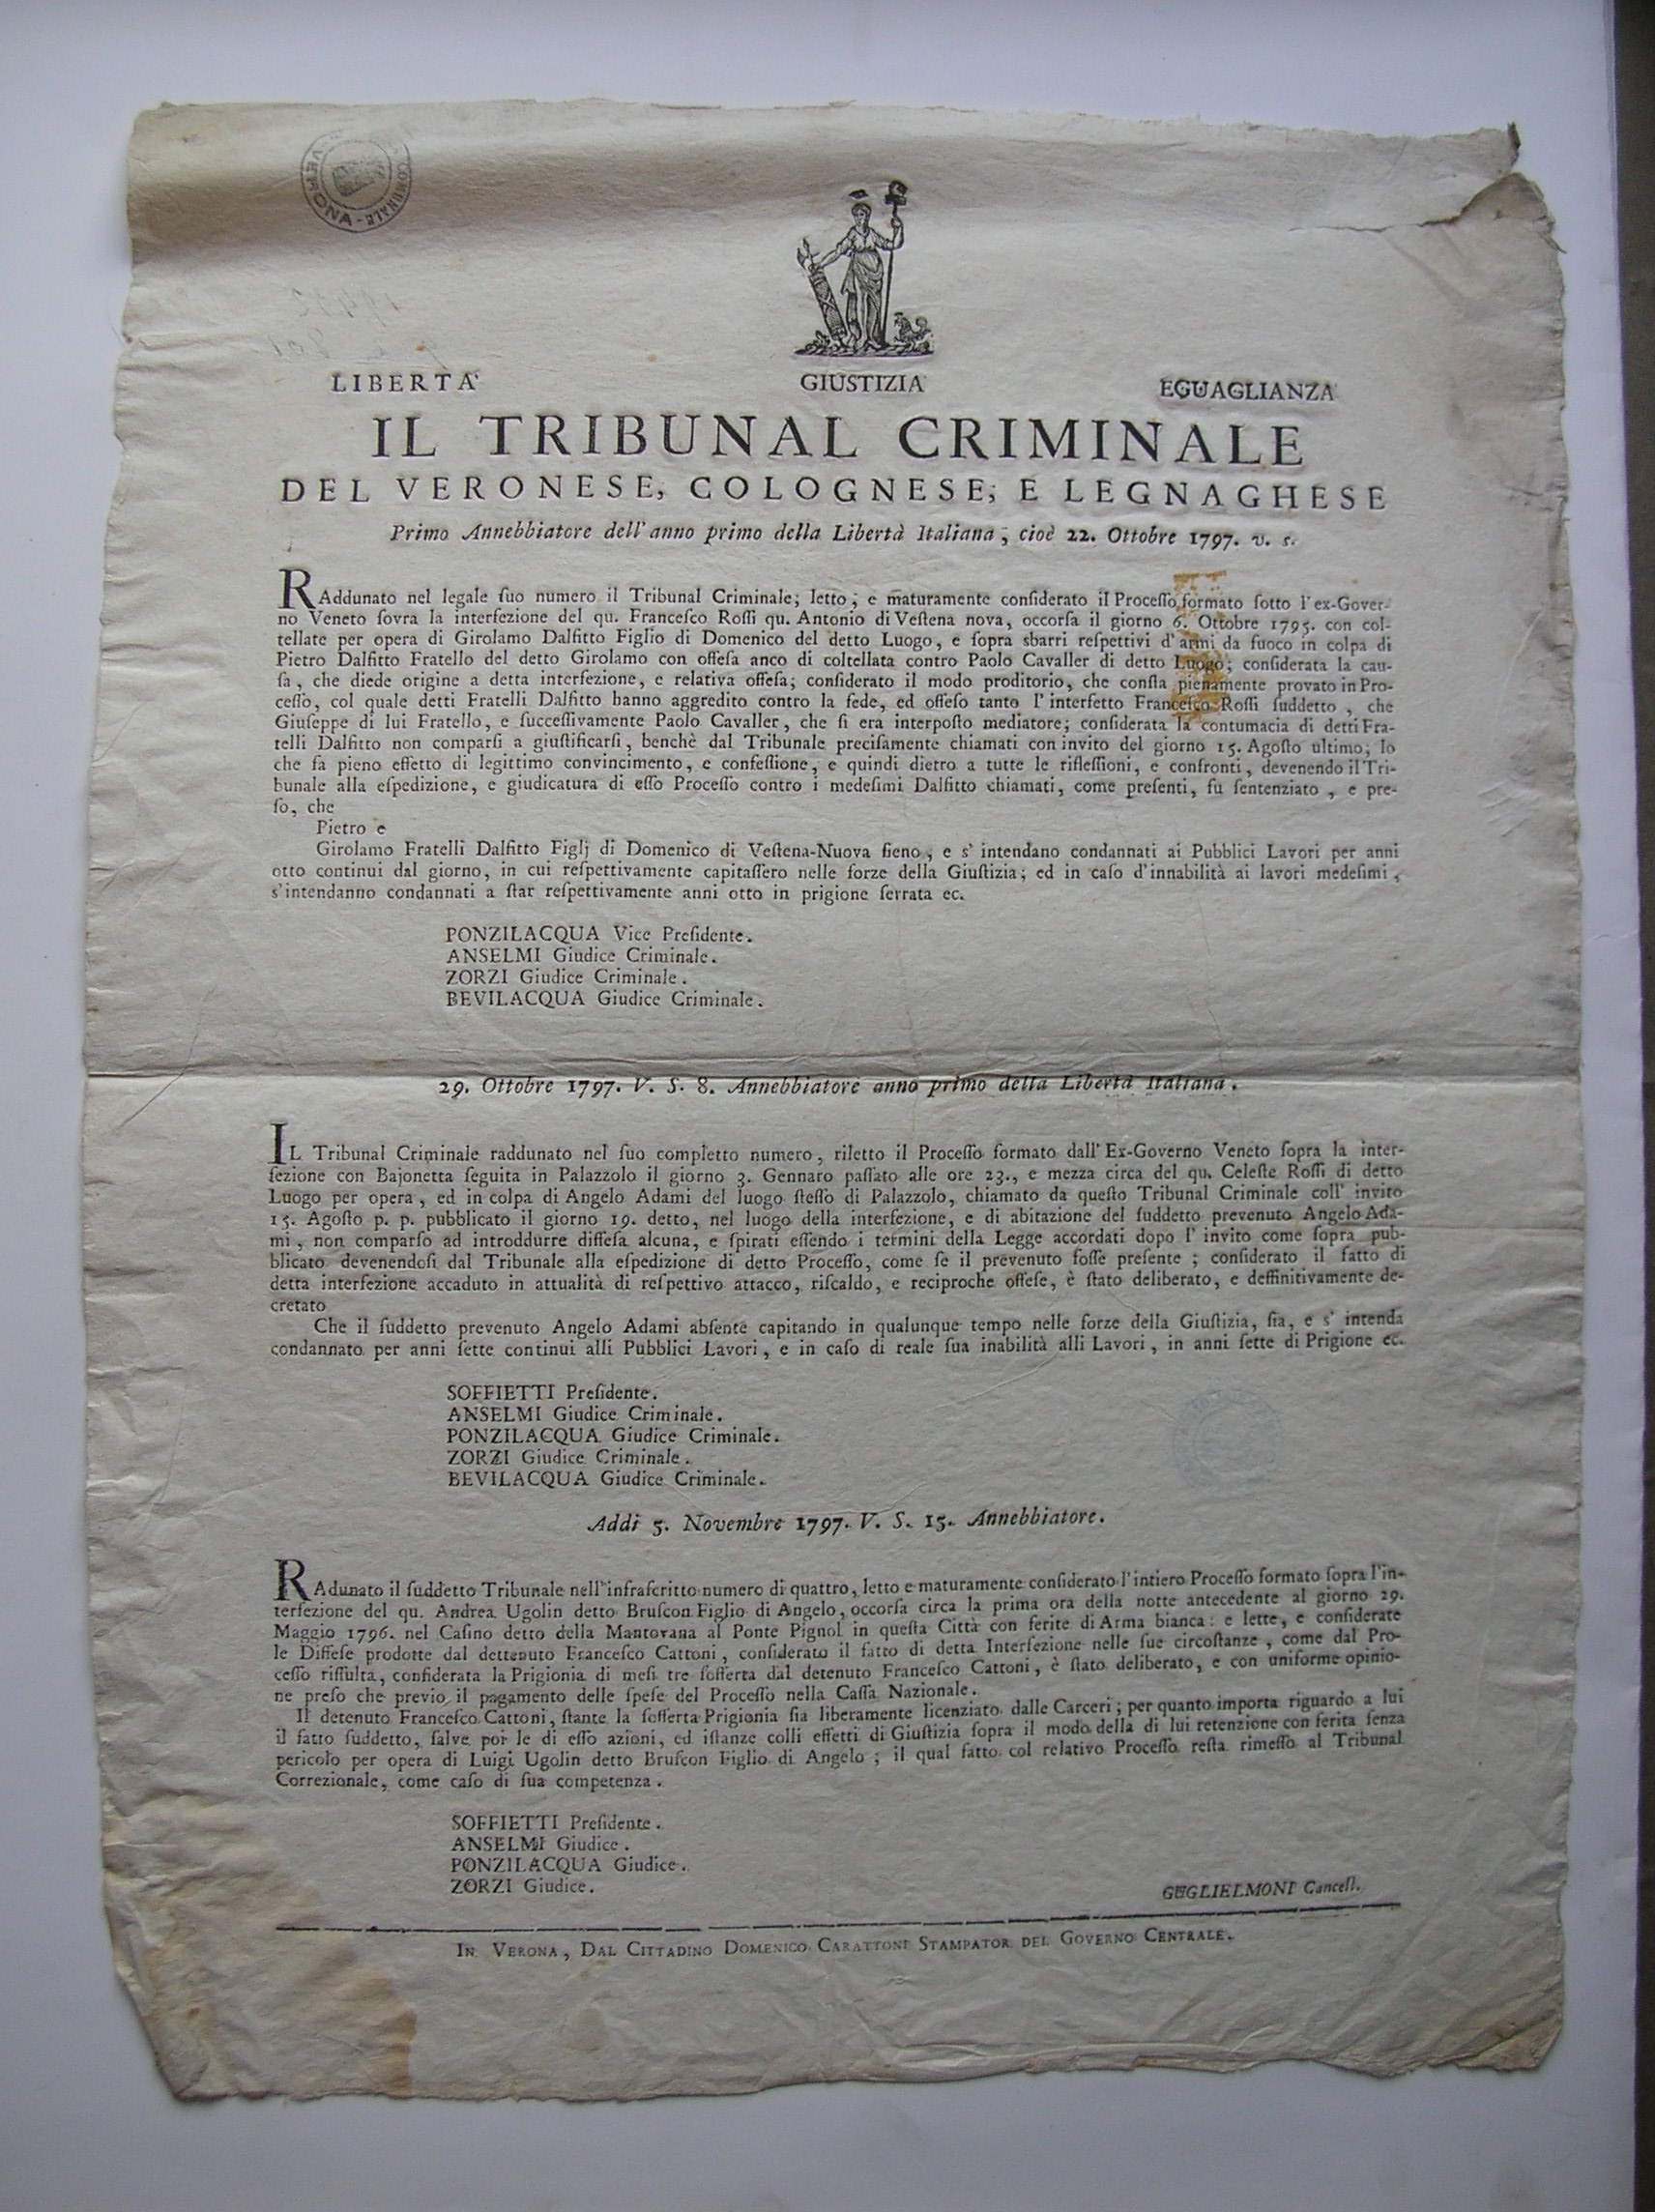 COMUNALE - VERONA
LIBERTA' GIUSTIZIA EGUAGLIANZA
IL TRIBUNAL CRIMINALE
DEL VERONESE, COLOGNESE, E LEGNAGHESE
Primo Annebbiatore dell'anno primo della Libertà Italiana, cioè 22. Ottobre 1797. v. s.
RAddunato nel legale ſuo numero il Tribunal Criminale; letto, e maturamente conſiderato il Proceſſo formato ſotto l'ex-Gover-
no Veneto ſovra la interfezione del qu. Franceſco Roſſi qu. Antonio di Veſtena nova, occorſa il giorno 6. Ottobre 1795. con col-
tellate per opera di Girolamo Dalfitto Figlio di Domenico del detto Luogo, e ſopra sbarri reſpettivi d'armi da fuoco in colpa di
Pietro Dalfitto Fratello del detto Girolamo con offeſa anco di coltellata contro Paolo Cavaller di detto Luogo; conſiderata la cau-
ſa, che diede origine a detta interfezione, e relativa offeſa; conſiderato il modo proditorio, che conſta pienamente provato in Pro-
ceſſo, col quale detti Fratelli Dalfitto hanno aggredito contro la fede, ed offeſo tanto l'interfetto Franceſco Roſſi ſuddetto, che
Giuſeppe di lui Fratello, e ſucceſſivamente Paolo Cavaller, che ſi era interpoſto mediatore; conſiderata la contumacia di detti Fra-
telli Dalfitto non comparſi a giuſtificarſi, benchè dal Tribunale preciſamente chiamati con invito del giorno 15. Agoſto ultimo; lo
che fa pieno effetto di legittimo convincimento, e confeſſione, e quindi dietro a tutte le rifleſſioni, e confronti, devenendo il Tri-
bunale alla eſpedizione, e giudicatura di eſſo Proceſſo contro i medeſimi Dalfitto chiamati, come preſenti, fu ſentenziato, e pre-
ſo, che
Pietro e
Girolamo Fratelli Dalfitto Figlj di Domenico di Veſtena-Nuova ſieno, e s'intendano condannati ai Pubblici Lavori per anni
otto continui dal giorno, in cui reſpettivamente capitaſſero nelle forze della Giuſtizia; ed in caſo d'innabilità ai lavori medeſimi,
s'intendanno condannati a ſtar reſpettivamente anni otto in prigione ſerrata ec.
PONZILACQUA Vice Preſidente.
ANSELMI Giudice Criminale.
ZORZI Giudice Criminale.
BEVILACQUA Giudice Criminale.
29. Ottobre 1797. V. S. 8. Annebbiatore anno primo della Libertà Italiana.
IL Tribunal Criminale raddunato nel ſuo completto numero, riletto il Proceſſo formato dall'Ex-Governo Veneto ſopra la inter-
fezione con Bajonetta ſeguita in Palazzolo il giorno 3. Gennaro paſſato alle ore 23., e mezza circa del qu. Celeſte Roſſi di detto
Luogo per opera, ed in colpa di Angelo Adami del luogo ſteſſo di Palazzolo, chiamato da queſto Tribunal Criminale coll'invito
15. Agoſto p. p. pubblicato il giorno 19. detto, nel luogo della interfezione, e di abitazione del ſuddetto prevenuto Angelo Ada-
mi, non comparſo ad introddurre diffeſa alcuna, e ſpirati eſſendo i termini della Legge accordati dopo l'invito come ſopra pub-
blicato devenendoſi dal Tribunale alla eſpedizione di detto Proceſſo, come ſe il prevenuto foſſe preſente; conſiderato il fatto di
detta interfezione accaduto in attualità di reſpettivo attacco, riſcaldo, e reciproche offeſe, è ſtato deliberato, e deffinitivamente de-
cretato
Che il ſuddetto prevenuto Angelo Adami abſente capitando in qualunque tempo nelle forze della Giuſtizia, ſia, e s'intenda
condannato per anni ſette continui alli Pubblici Lavori, e in caſo di reale ſua inabilità alli Lavori, in anni ſette di Prigione ec.
SOFFIETTI Preſidente.
ANSELMI Giudice Criminale.
PONZILACQUA Giudice Criminale.
ZORZI Giudice Criminale.
BEVILACQUA Giudice Criminale.
Addi 5. Novembre 1797. V. S. 15. Annebbiatore.
RAdunato il ſuddetto Tribunale nell'infraſcritto numero di quattro, letto e maturamente conſiderato l'intiero Proceſſo formato ſopra l'in-
terfezione del qu. Andrea Ugolin detto Bruſcon Figlio di Angelo, occorſa circa la prima ora della notte antecedente al giorno 29.
Maggio 1796. nel Caſino detto della Mantovana al Ponte Pignol in queſta Città con ferite di Arma bianca: e lette, e conſiderate
le Diffeſe prodotte dal dettenuto Franceſco Cattoni, conſiderato il fatto di detta Interfezione nelle ſue circoſtanze, come dal Pro-
ceſſo riſſulta, conſiderata la Prigionia di meſi tre ſofferta dal detenuto Franceſco Cattoni, è ſtato deliberato, e con uniforme opinio-
ne preſo che previo il pagamento delle ſpeſe del Proceſſo nella Caſſa Nazionale.
Il detenuto Franceſco Cattoni, ſtante la ſofferta Prigionia ſia liberamente licenziato dalle Carceri; per quanto importa riguardo a lui
il fatto ſuddetto, ſalve poi le di eſſo azioni, ed iſtanze colli effetti di Giuſtizia ſopra il modo della di lui retenzione con ferita ſenza
pericolo per opera di Luigi Ugolin detto Bruſcon Figlio di Angelo; il qual fatto col relativo Proceſſo reſta rimeſſo al Tribunal
Correzionale, come caſo di ſua competenza.
SOFFIETTI Preſidente.
ANSELMI Giudice.
PONZILACQUA Giudice.
ZORZI Giudice.
GUGLIELMONI Cancell.
IN VERONA, DAL CITTADINO DOMENICO CARATTONI STAMPATOR DEL GOVERNO CENTRALE.